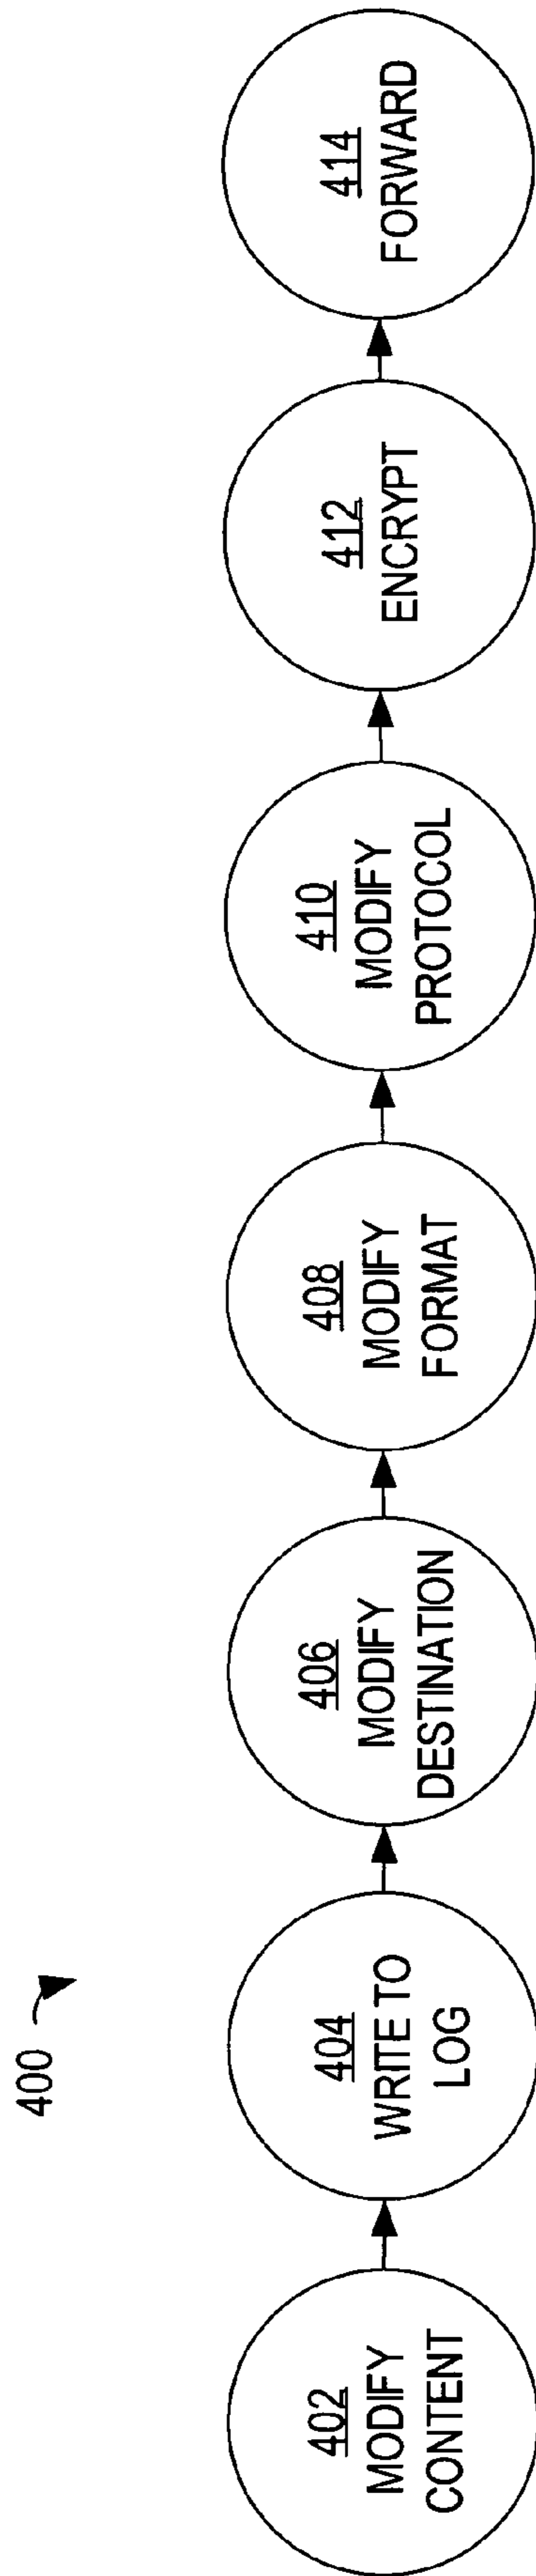 400
402
MODIFY
CONTENT
404
WRITE TO
LOG
406
MODIFY
DESTINATION
408
MODIFY
FORMAT
410
MODIFY
PROTOCOL
412
ENCRYPT
414
FORWARD